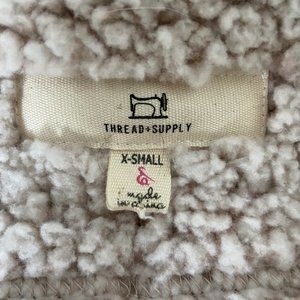 THREAD+SUPPLY
X-SMALL
made
in china